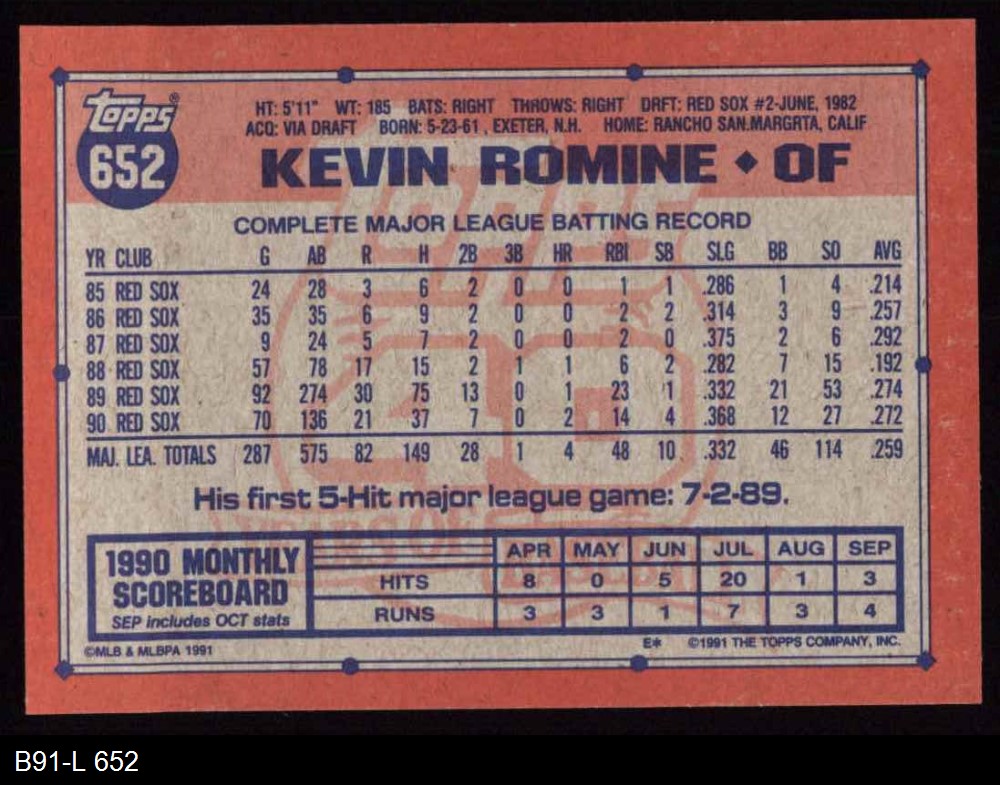 topps®
652
HT: 5'11" WT: 185 BATS: RIGHT THROWS: RIGHT DRFT: RED SOX #2-JUNE, 1982
ACQ: VIA DRAFT BORN: 5-23-61, EXETER, N.H. HOME: RANCHO SAN.MARGRTA, CALIF
KEVIN ROMINE ◆ OF
COMPLETE MAJOR LEAGUE BATTING RECORD
YR CLUB G AB R H 2B 3B HR RBI SB SLG BB SO AVG
85 RED SOX 24 28 3 6 2 0 0 1 1 .286 1 4 .214
86 RED SOX 35 35 6 9 2 0 0 2 2 .314 3 9 .257
87 RED SOX 9 24 5 7 2 0 0 2 0 .375 2 6 .292
88 RED SOX 57 78 17 15 2 1 1 6 2 .282 7 15 .192
89 RED SOX 92 274 30 75 13 0 1 23 1 .332 21 53 .274
90 RED SOX 70 136 21 37 7 0 2 14 4 .368 12 27 .272
MAJ. LEA. TOTALS 287 575 82 149 28 1 4 48 10 .332 46 114 .259
His first 5-Hit major league game: 7-2-89.
1990 MONTHLY
SCOREBOARD
SEP includes OCT stats
APR MAY JUN JUL AUG SEP
HITS 8 0 5 20 1 3
RUNS 3 3 1 7 3 4
©MLB & MLBPA 1991 E* ©1991 THE TOPPS COMPANY, INC.
topps
40
YEARS OF
BASEBALL
B91-L 652